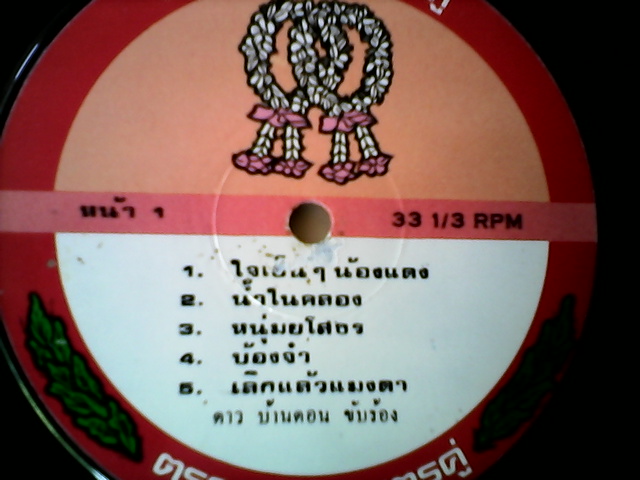 หน้า ๑
33 1/3 RPM
1. ใจเย็นๆ น้องแดง
2. น้ำในคลอง
3. หนุ่มยโสธร
4. น้องจ๋า
5. เลิกแล้วแมงดา
ดาว บ้านดอน ขับร้อง